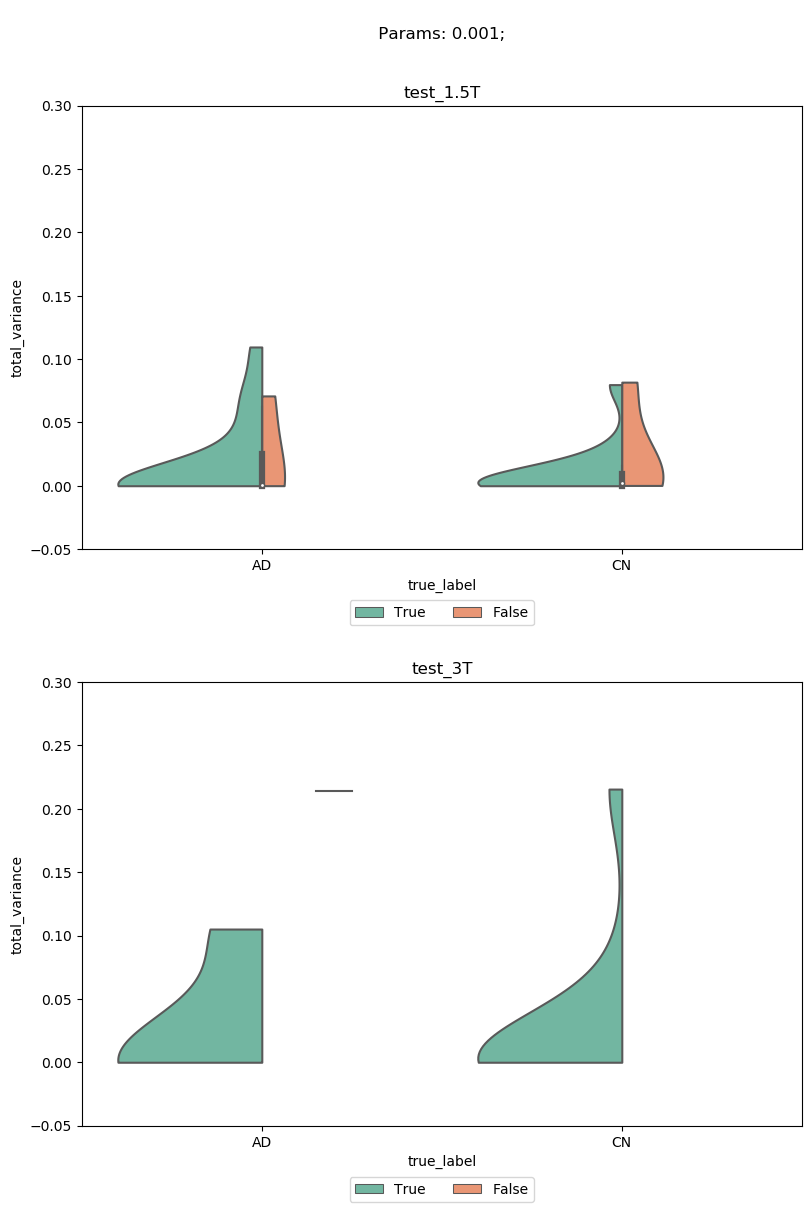 Params: 0.001;
test_1.5T
0.30
0.25
0.20
0.15
0.10
0.05
0.00
−0.05
total_variance
AD CN
true_label
True False
test_3T
0.30
0.25
0.20
0.15
0.10
0.05
0.00
−0.05
total_variance
AD CN
true_label
True False